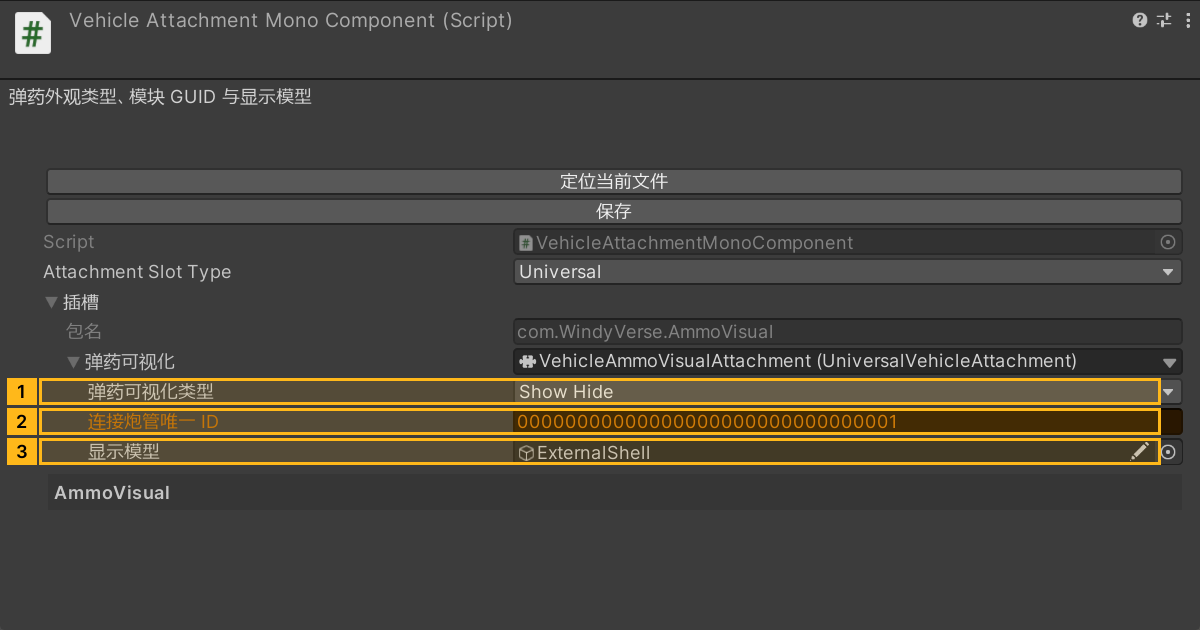 Vehicle Attachment Mono Component (Script)
弹药外观类型、模块 GUID 与显示模型
定位当前文件
保存
Script VehicleAttachmentMonoComponent
Attachment Slot Type Universal
插槽
包名 com.WindyVerse.AmmoVisual
弹药可视化 VehicleAmmoVisualAttachment (UniversalVehicleAttachment)
1 弹药可视化类型 Show Hide
2 连接炮管唯一 ID 00000000000000000000000000000001
3 显示模型 ExternalShell
AmmoVisual